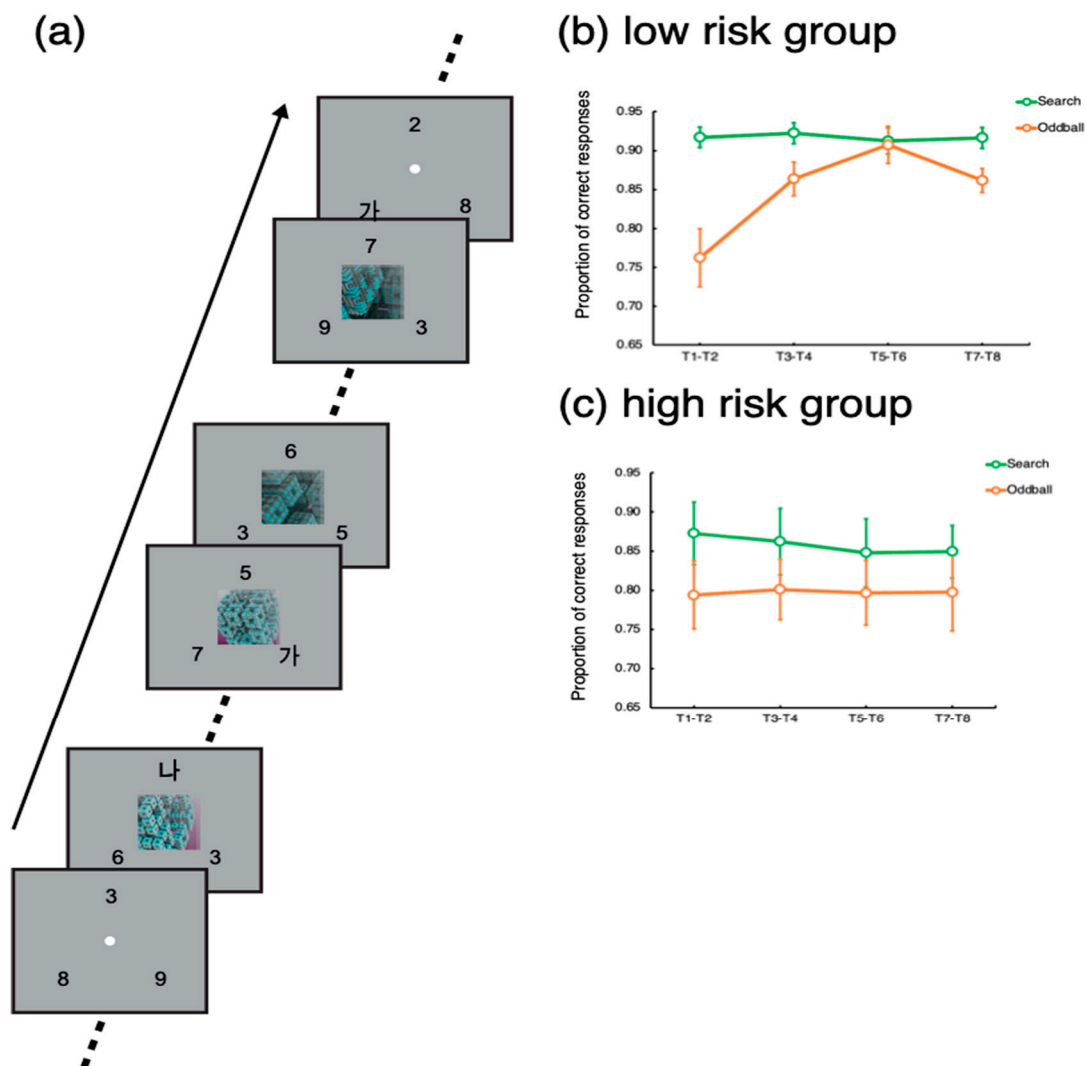 (a)
2
가 8
7
9 3
6
3 5
5
7 가
나
6 3
3
8 9
(b) low risk group
Search
Oddball
Proportion of correct responses
0.95
0.90
0.85
0.80
0.75
0.70
0.65
T1-T2 T3-T4 T5-T6 T7-T8
(c) high risk group
Search
Oddball
Proportion of correct responses
0.95
0.90
0.85
0.80
0.75
0.70
0.65
T1-T2 T3-T4 T5-T6 T7-T8